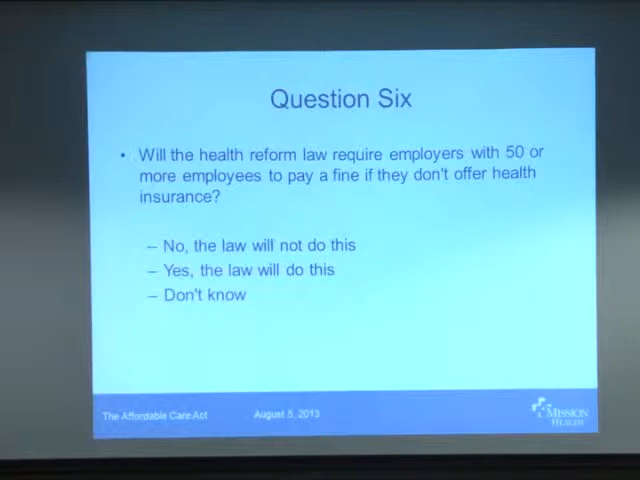 Question Six
• Will the health reform law require employers with 50 or
more employees to pay a fine if they don't offer health
insurance?
– No, the law will not do this
– Yes, the law will do this
– Don't know
The Affordable Care Act August 5, 2013
MISSION
HEALTH